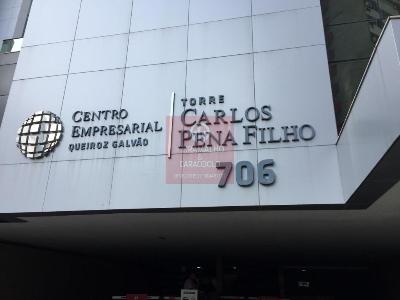 CENTRO
EMPRESARIAL
QUEIROZ GALVÃO
TORRE
CARLOS
PENA FILHO
706